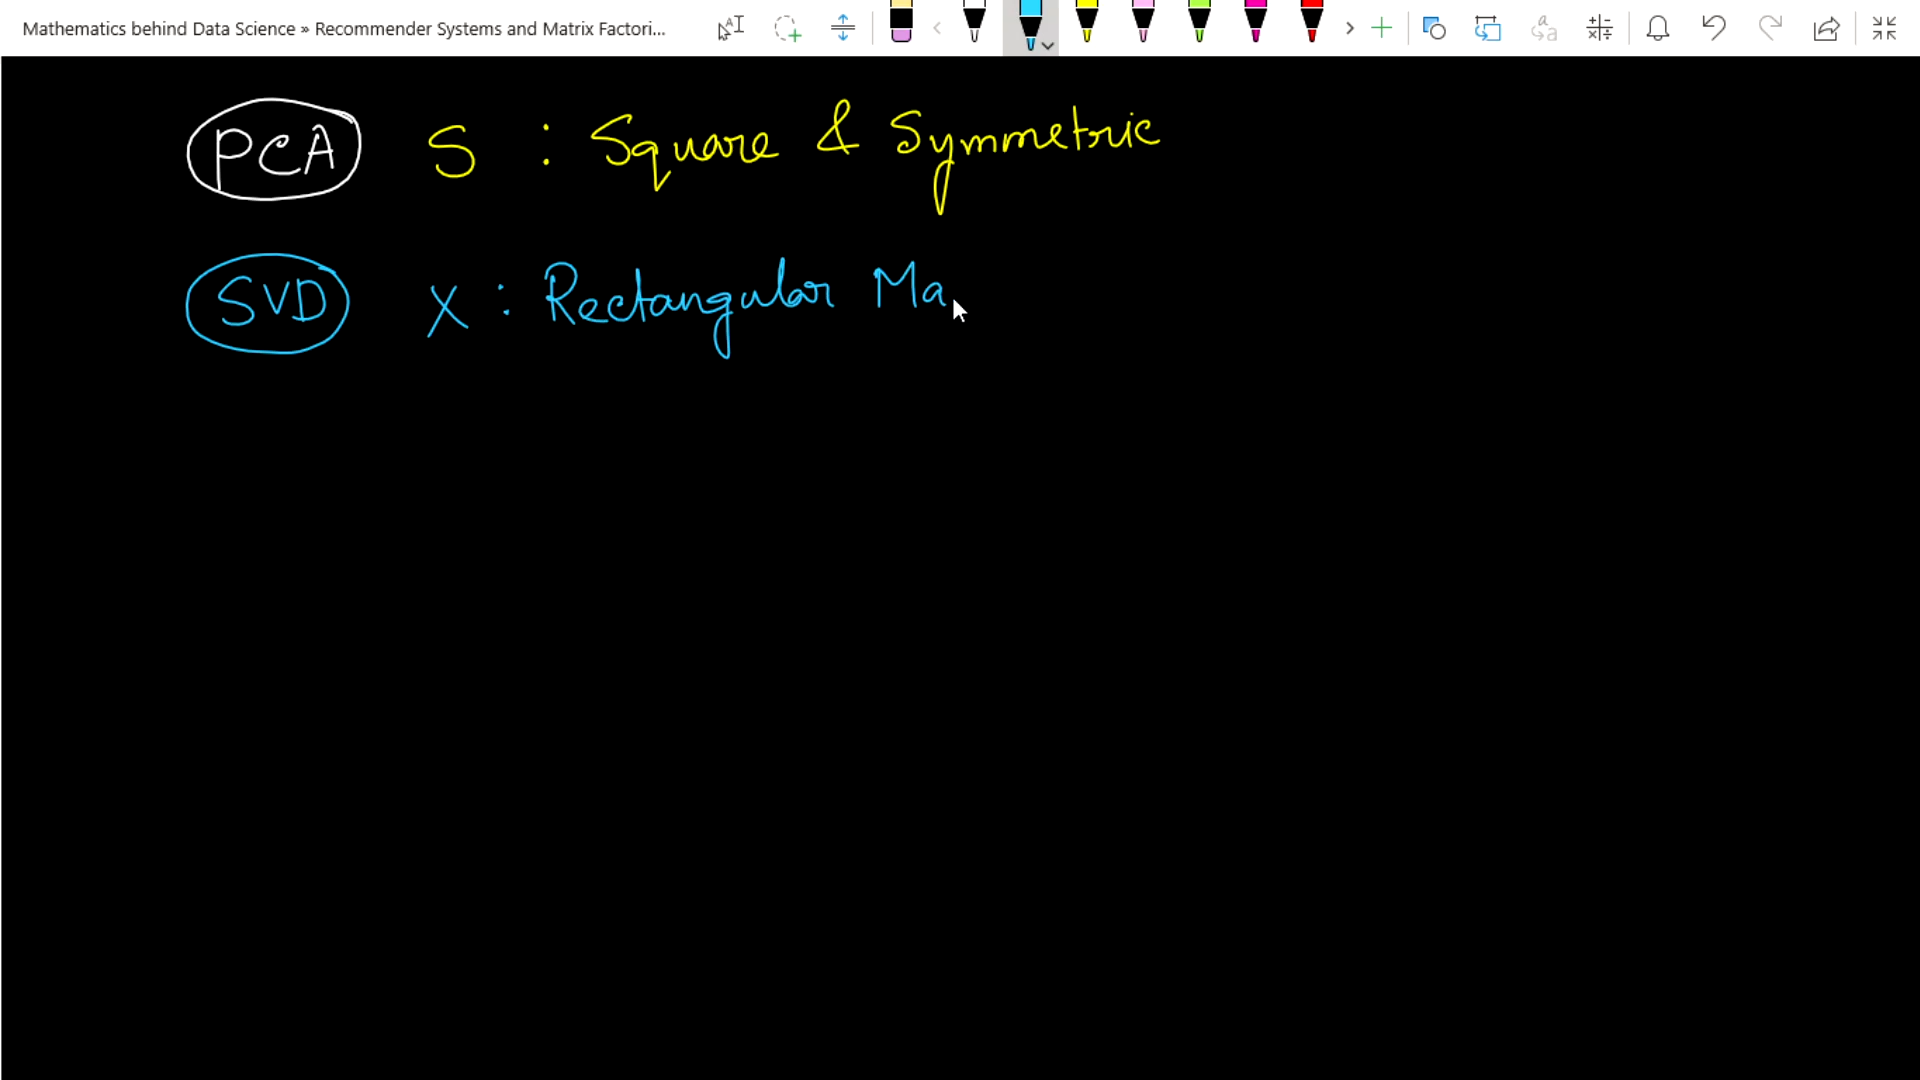 Mathematics behind Data Science » Recommender Systems and Matrix Factori...
PCA S : Square & Symmetric
SVD X : Rectangular Ma